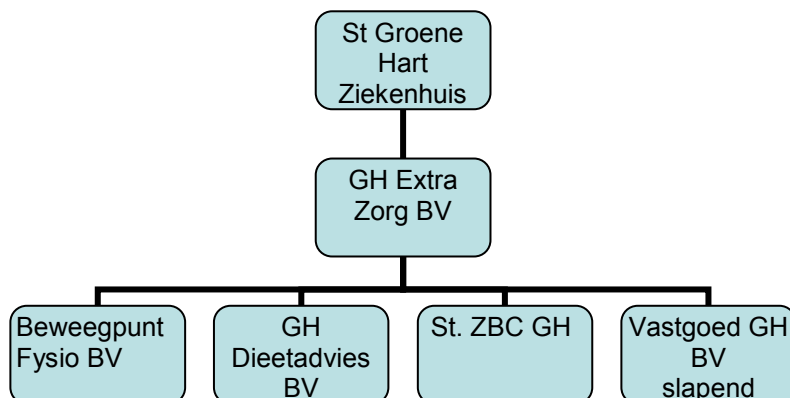 St Groene
Hart
Ziekenhuis
GH Extra
Zorg BV
Beweegpunt
Fysio BV
GH
Dieetadvies
BV
St. ZBC GH
Vastgoed GH
BV
slapend